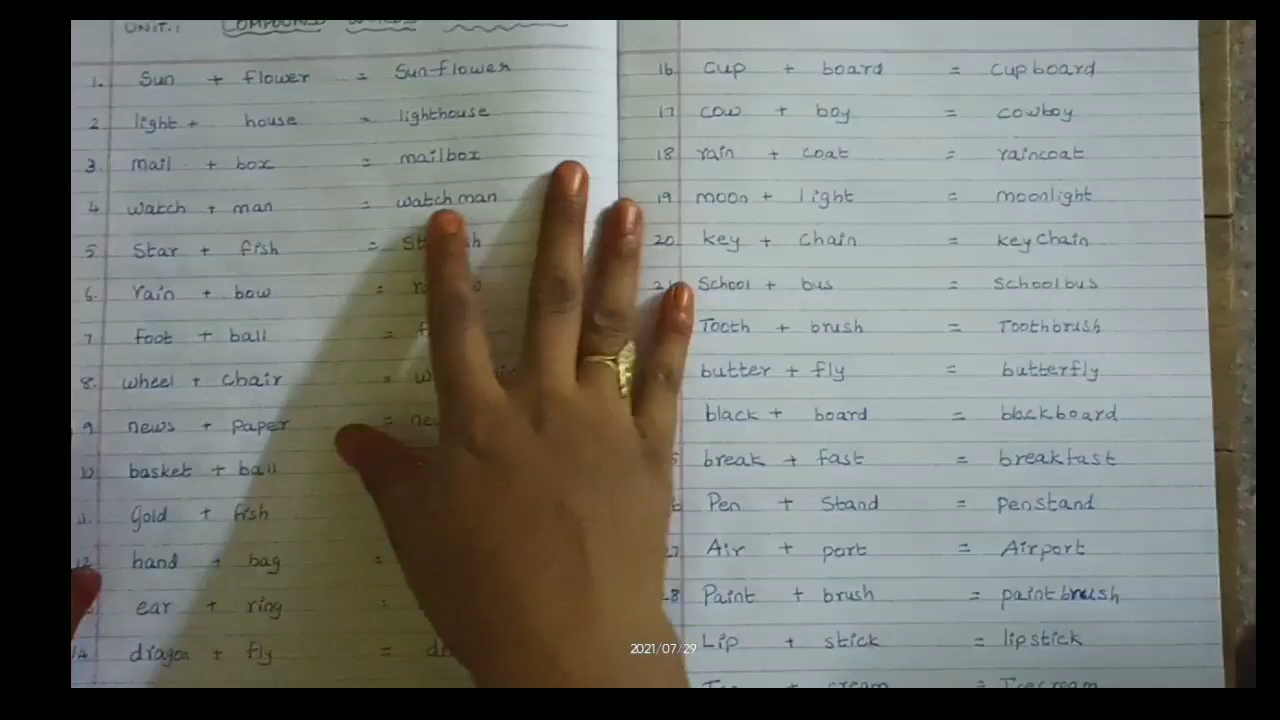 UNIT:1 COMPOUND WORDS
1. Sun + flower = Sunflower
2 light + house = lighthouse
3. mail + box = mailbox
4 watch + man = watchman
5 Star + fish =
6. rain + bow =
7 foot + ball =
8. wheel + chair =
9 news + paper =
10 basket + ball
11. Gold + fish
12 hand + bag =
ear + ring =
14. dragon + fly =
16. cup + board = cupboard
17 cow + boy = cowboy
18 rain + coat = raincoat
19 moon + light = moonlight
20. key + chain = keychain
21 School + bus = Schoolbus
Tooth + brush = Toothbrush
butter + fly = butterfly
black + board = blackboard
break + fast = breakfast
Pen + Stand = penstand
Air + port = Airport
Paint + brush = paintbrush
Lip + stick = lipstick
+ cream = Icecream
2021/07/29